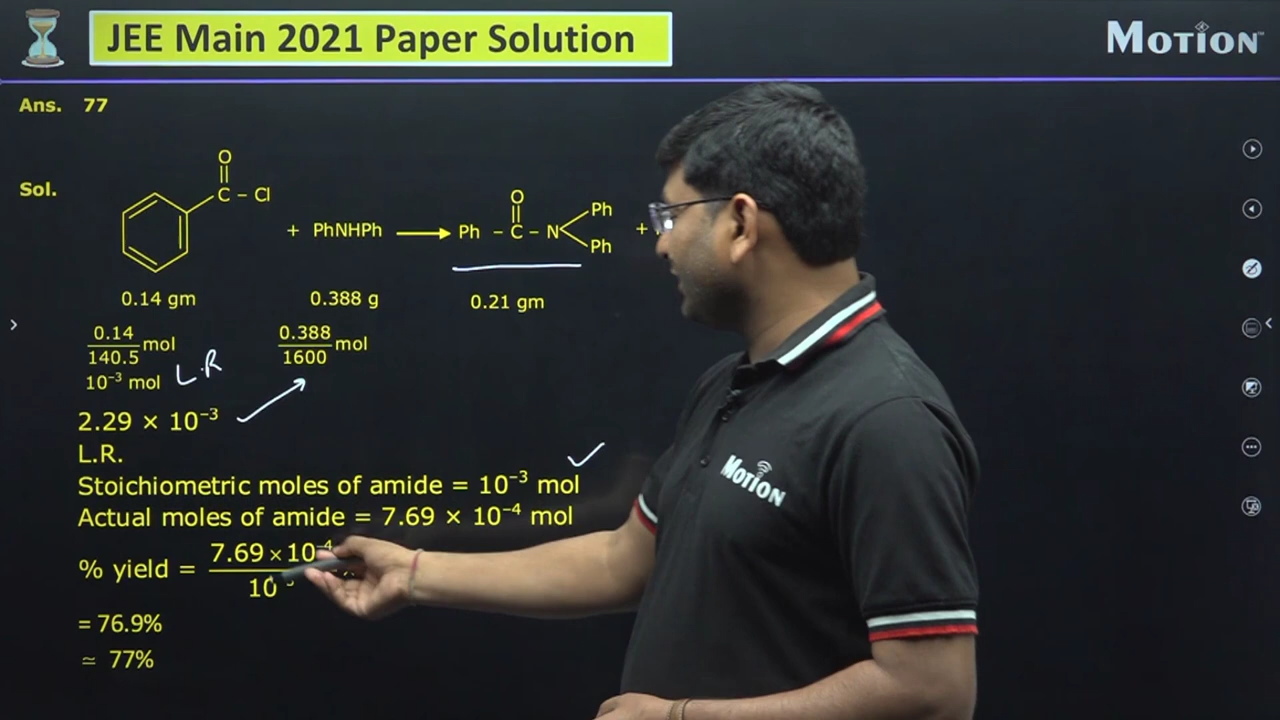 JEE Main 2021 Paper Solution
MOTION
Ans. 77
Sol.
O
C – Cl
+ PhNHPh ⟶ Ph – C – N
O
Ph
Ph
+
0.14 gm 0.388 g 0.21 gm
0.14/140.5 mol 0.388/1600 mol
10⁻³ mol L.R
2.29 × 10⁻³
L.R.
Stoichiometric moles of amide = 10⁻³ mol
Actual moles of amide = 7.69 × 10⁻⁴ mol
% yield = 7.69 × 10⁻⁴ / 10
= 76.9%
≃ 77%
MOTION